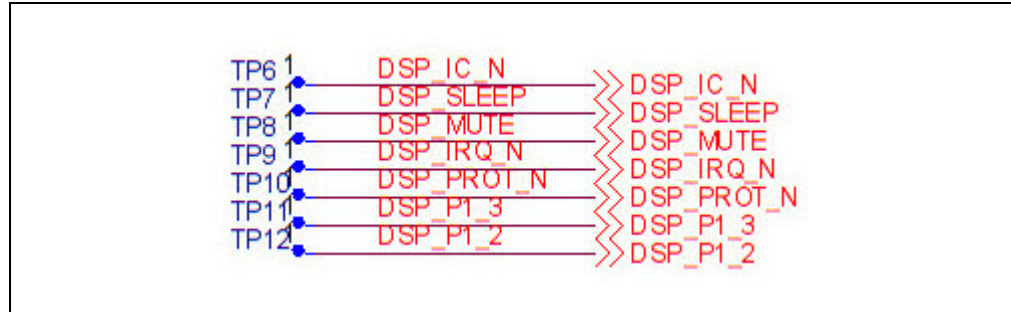 TP6 1 DSP_IC_N DSP_IC_N
TP7 1 DSP_SLEEP DSP_SLEEP
TP8 1 DSP_MUTE DSP_MUTE
TP9 1 DSP_IRQ_N DSP_IRQ_N
TP10 1 DSP_PROT_N DSP_PROT_N
TP11 1 DSP_P1_3 DSP_P1_3
TP12 1 DSP_P1_2 DSP_P1_2